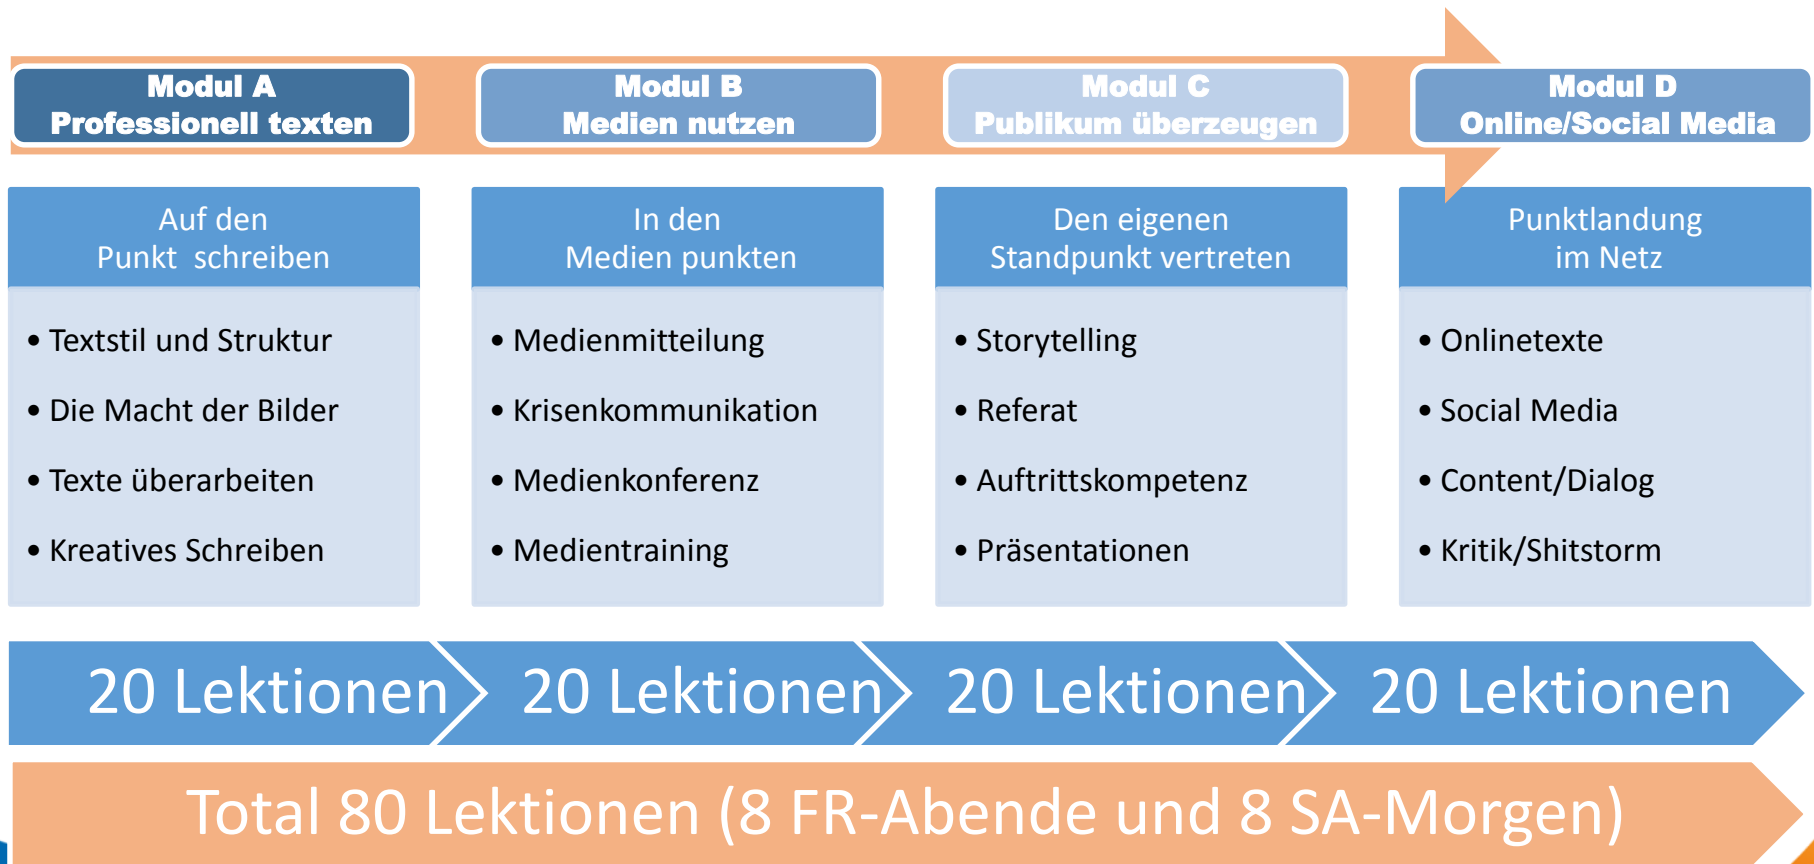 Modul A
Professionell texten
Modul B
Medien nutzen
Modul C
Publikum überzeugen
Modul D
Online/Social Media
Auf den
Punkt schreiben
• Textstil und Struktur
• Die Macht der Bilder
• Texte überarbeiten
• Kreatives Schreiben
In den
Medien punkten
• Medienmitteilung
• Krisenkommunikation
• Medienkonferenz
• Medientraining
Den eigenen
Standpunkt vertreten
• Storytelling
• Referat
• Auftrittskompetenz
• Präsentationen
Punktlandung
im Netz
• Onlinetexte
• Social Media
• Content/Dialog
• Kritik/Shitstorm
20 Lektionen
20 Lektionen
20 Lektionen
20 Lektionen
Total 80 Lektionen (8 FR-Abende und 8 SA-Morgen)